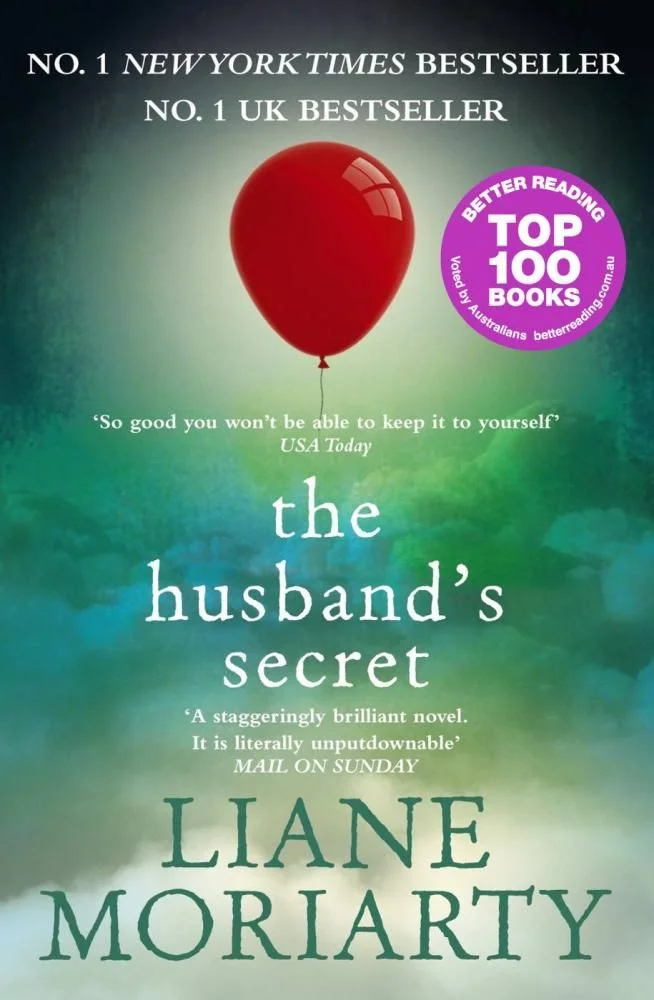 NO. 1 NEW YORK TIMES BESTSELLER
NO. 1 UK BESTSELLER
BETTER READ!NG
TOP
100
BOOKS
Voted by Australians betterreading.com.au
‘So good you won’t be able to keep it to yourself’
USA Today
the
husband’s
secret
‘A staggeringly brilliant novel.
It is literally unputdownable’
MAIL ON SUNDAY
LIANE
MORIARTY